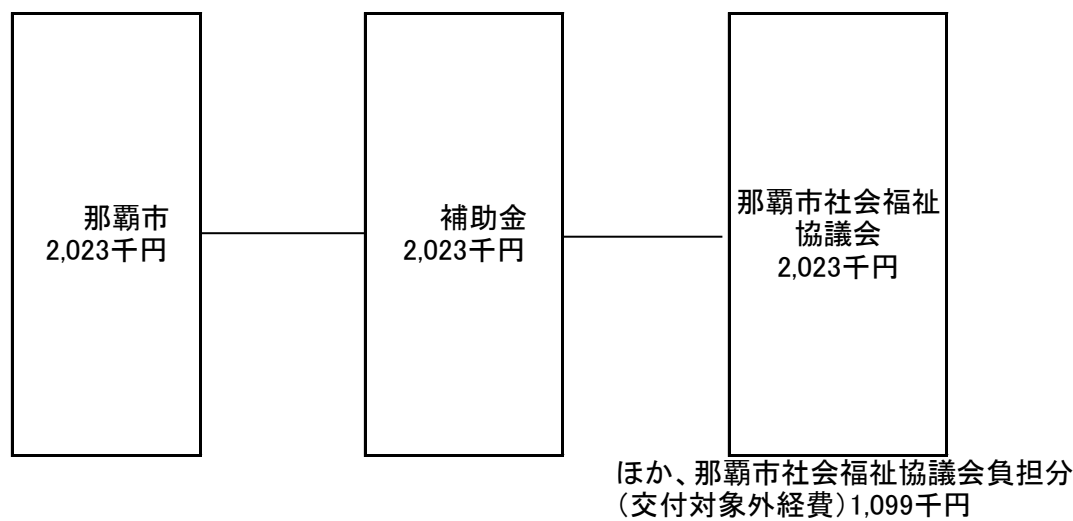 那覇市
2,023千円
補助金
2,023千円
那覇市社会福祉
協議会
2,023千円
ほか、那覇市社会福祉協議会負担分
(交付対象外経費)1,099千円